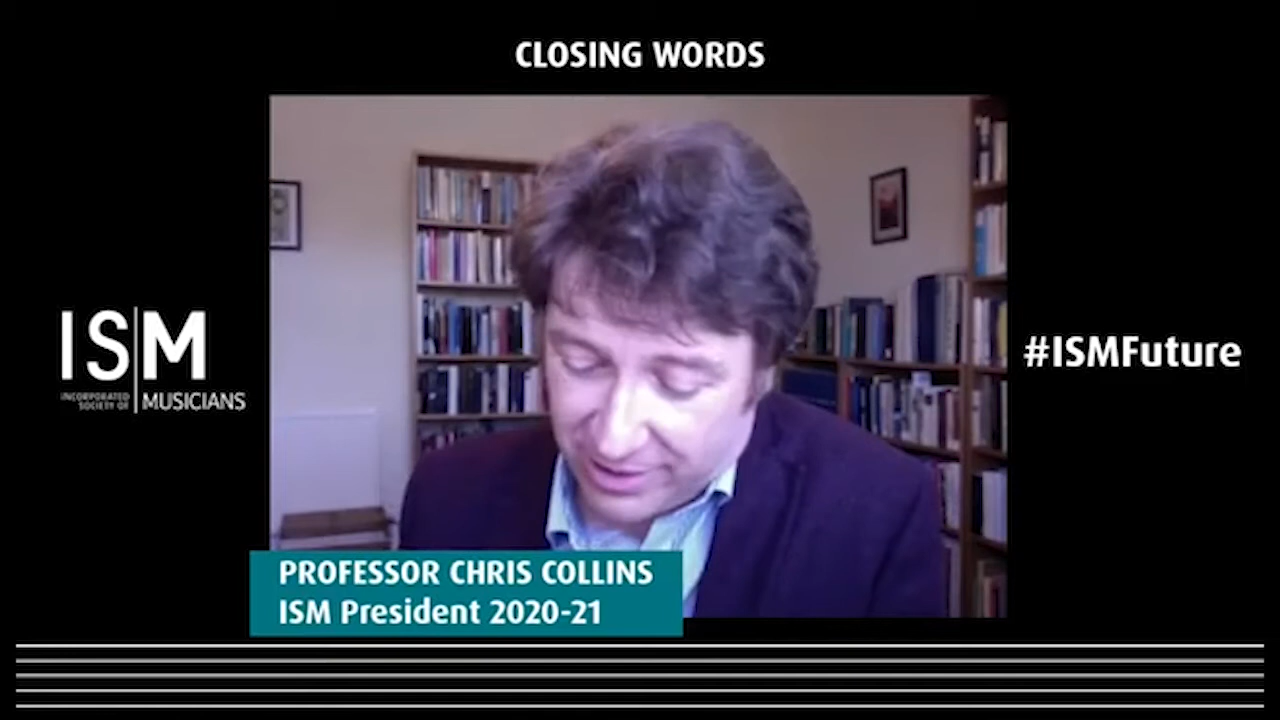 CLOSING WORDS
ISM
INCORPORATED
SOCIETY OF
MUSICIANS
#ISMFuture
PROFESSOR CHRIS COLLINS
ISM President 2020-21